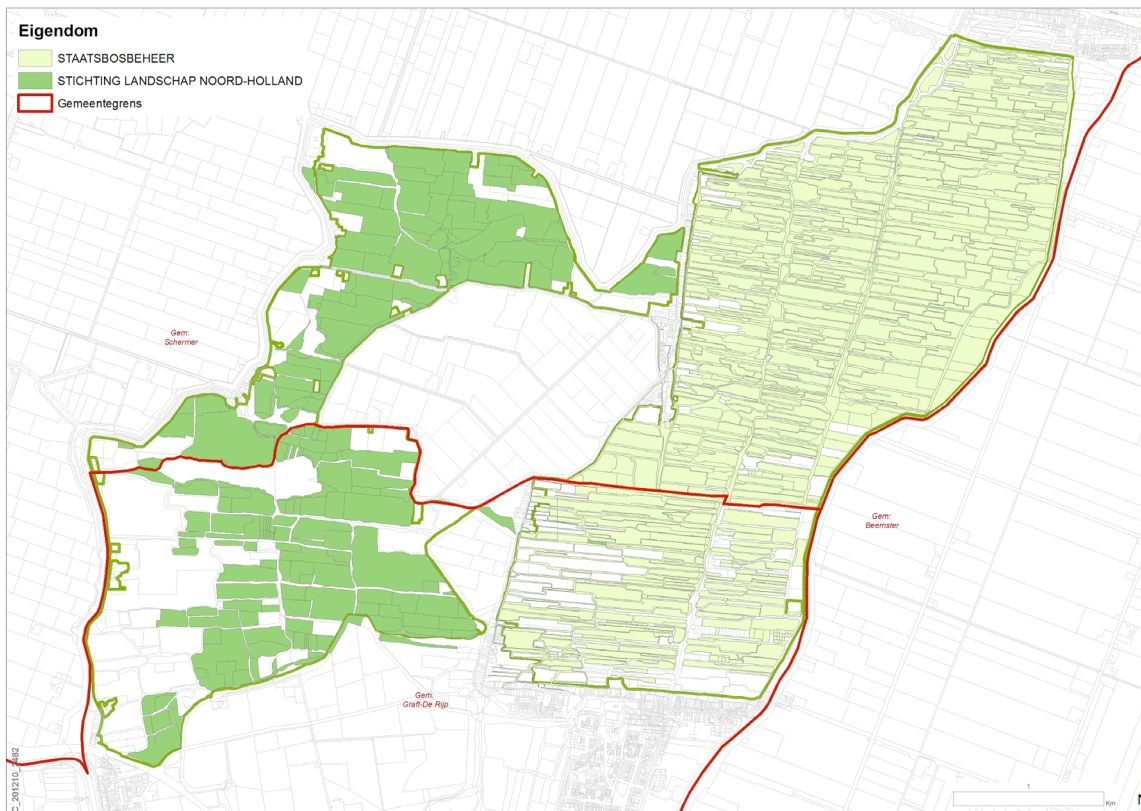 Eigendom
STAATSBOSBEHEER
STICHTING LANDSCHAP NOORD-HOLLAND
Gemeentegrens
Gem:
Schermer
Gem:
Beemster
Gem:
Graft-De Rijp
1
Km